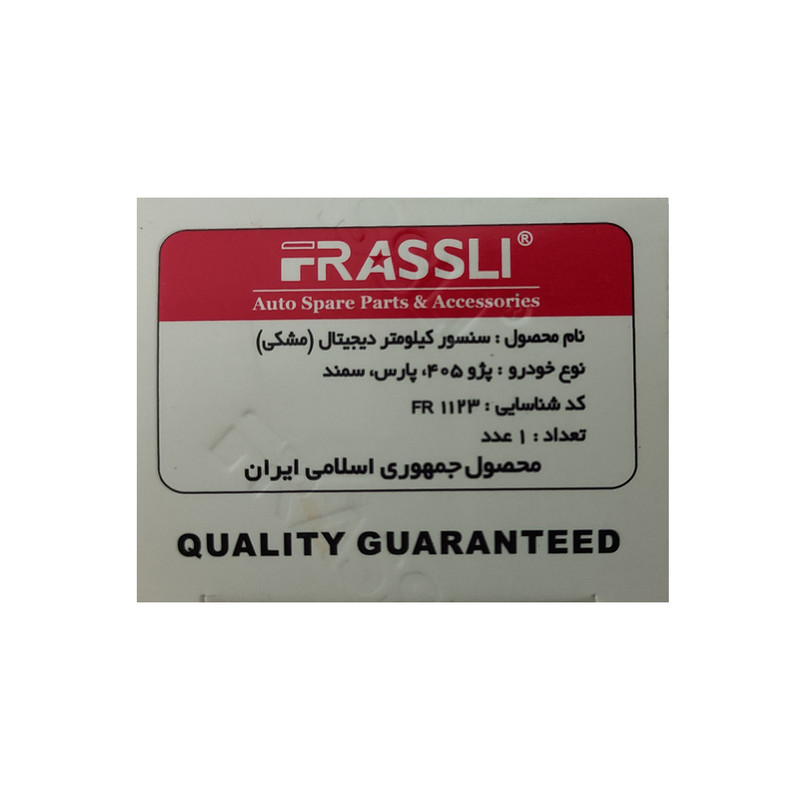 FRASSLI®
Auto Spare Parts & Accessories
نام محصول : سنسور کیلومتر دیجیتال (مشکی)
نوع خودرو : پژو ۴۰۵، پارس، سمند
کد شناسایی : FR ۱۱۲۳
تعداد : ۱ عدد
محصول جمهوری اسلامی ایران
QUALITY GUARANTEED